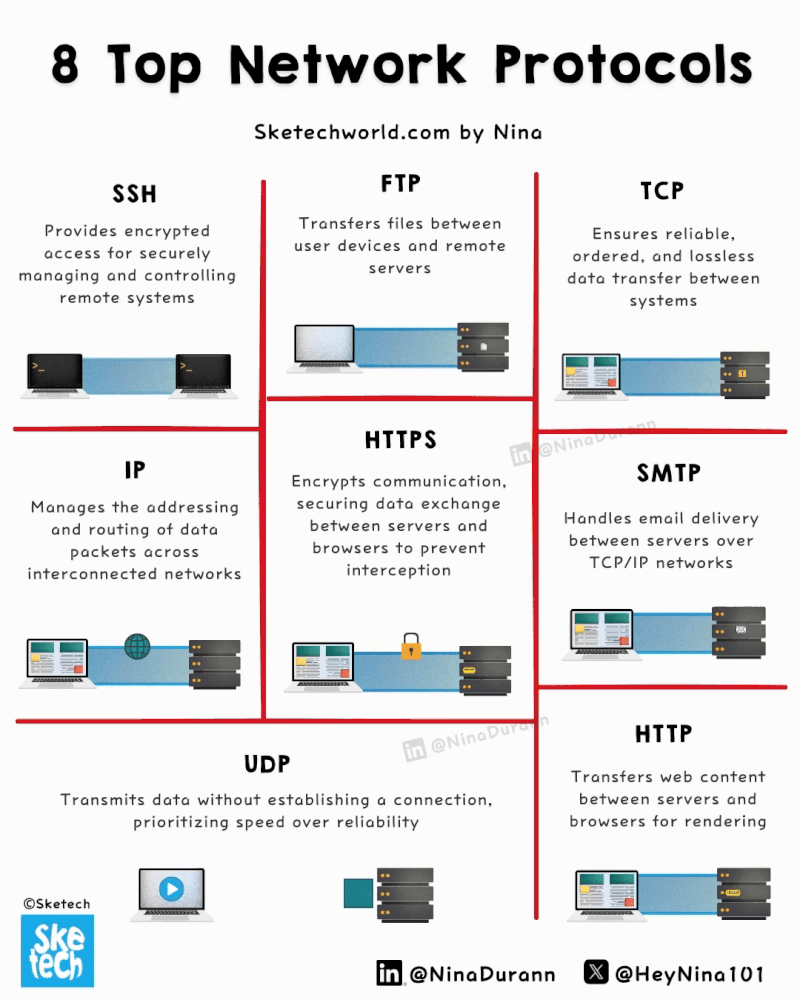 8 Top Network Protocols
Sketechworld.com by Nina
SSH
Provides encrypted
access for securely
managing and controlling
remote systems
>_
>_
FTP
Transfers files between
user devices and remote
servers
TCP
Ensures reliable,
ordered, and lossless
data transfer between
systems
IP
Manages the addressing
and routing of data
packets across
interconnected networks
HTTPS
Encrypts communication,
securing data exchange
between servers and
browsers to prevent
interception
in @NinaDurann
SMTP
Handles email delivery
between servers over
TCP/IP networks
in @NinaDurann
UDP
Transmits data without establishing a connection,
prioritizing speed over reliability
HTTP
Transfers web content
between servers and
browsers for rendering
©Sketech
Ske
tech
in @NinaDurann
X @HeyNina101